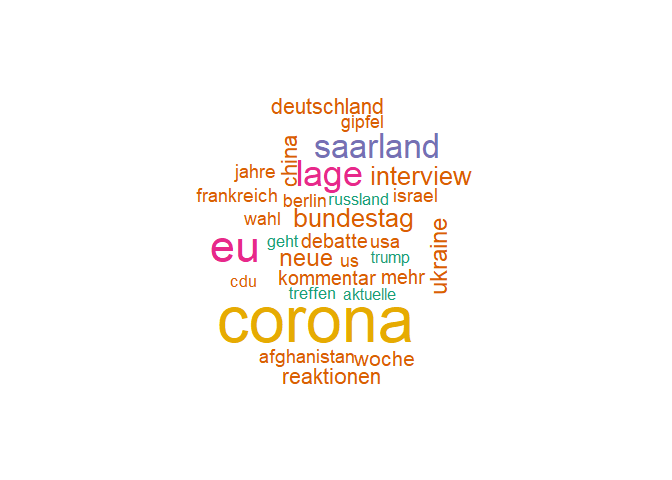 deutschland
gipfel
saarland
china
jahre
lage
interview
frankreich
berlin
russland
israel
wahl
bundestag
ukraine
eu
geht
debatte
usa
neue
us
trump
cdu
kommentar
mehr
treffen
aktuelle
corona
afghanistan
woche
reaktionen